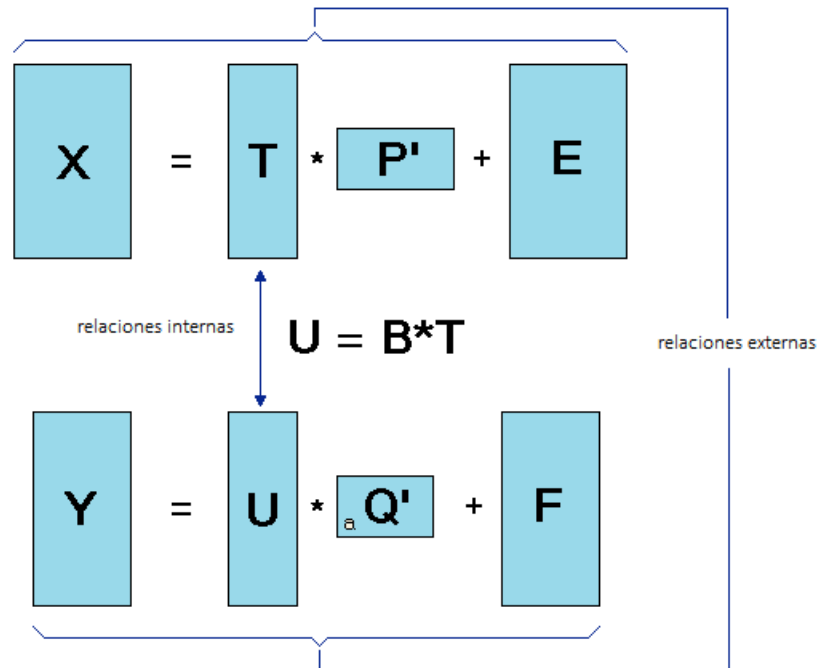 X = T * P' + E
relaciones internas
U = B*T
relaciones externas
Y = U * a Q' + F